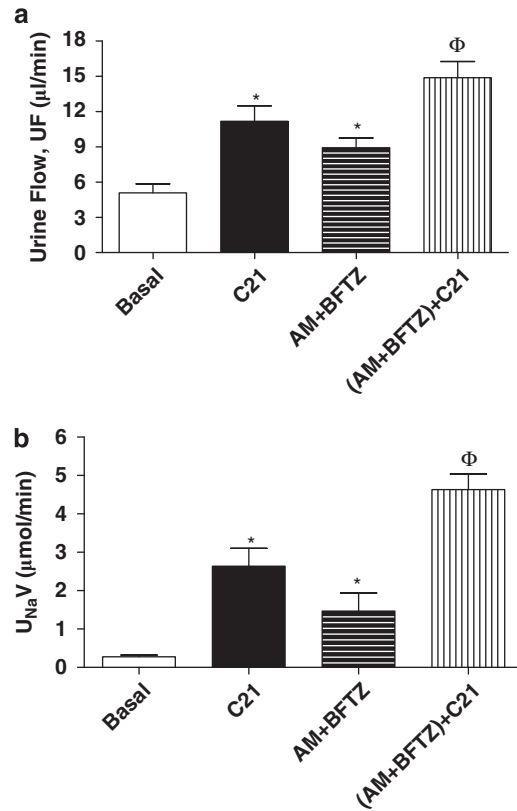 a
Urine Flow, UF (µl/min)
18
15
12
9
6
3
0
*
*
Φ
Basal
C21
AM+BFTZ
(AM+BFTZ)+C21
b
U_NaV (µmol/min)
6
5
4
3
2
1
0
*
*
Φ
Basal
C21
AM+BFTZ
(AM+BFTZ)+C21